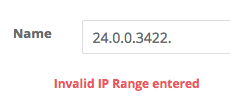 Name 24.0.0.3422.
Invalid IP Range entered